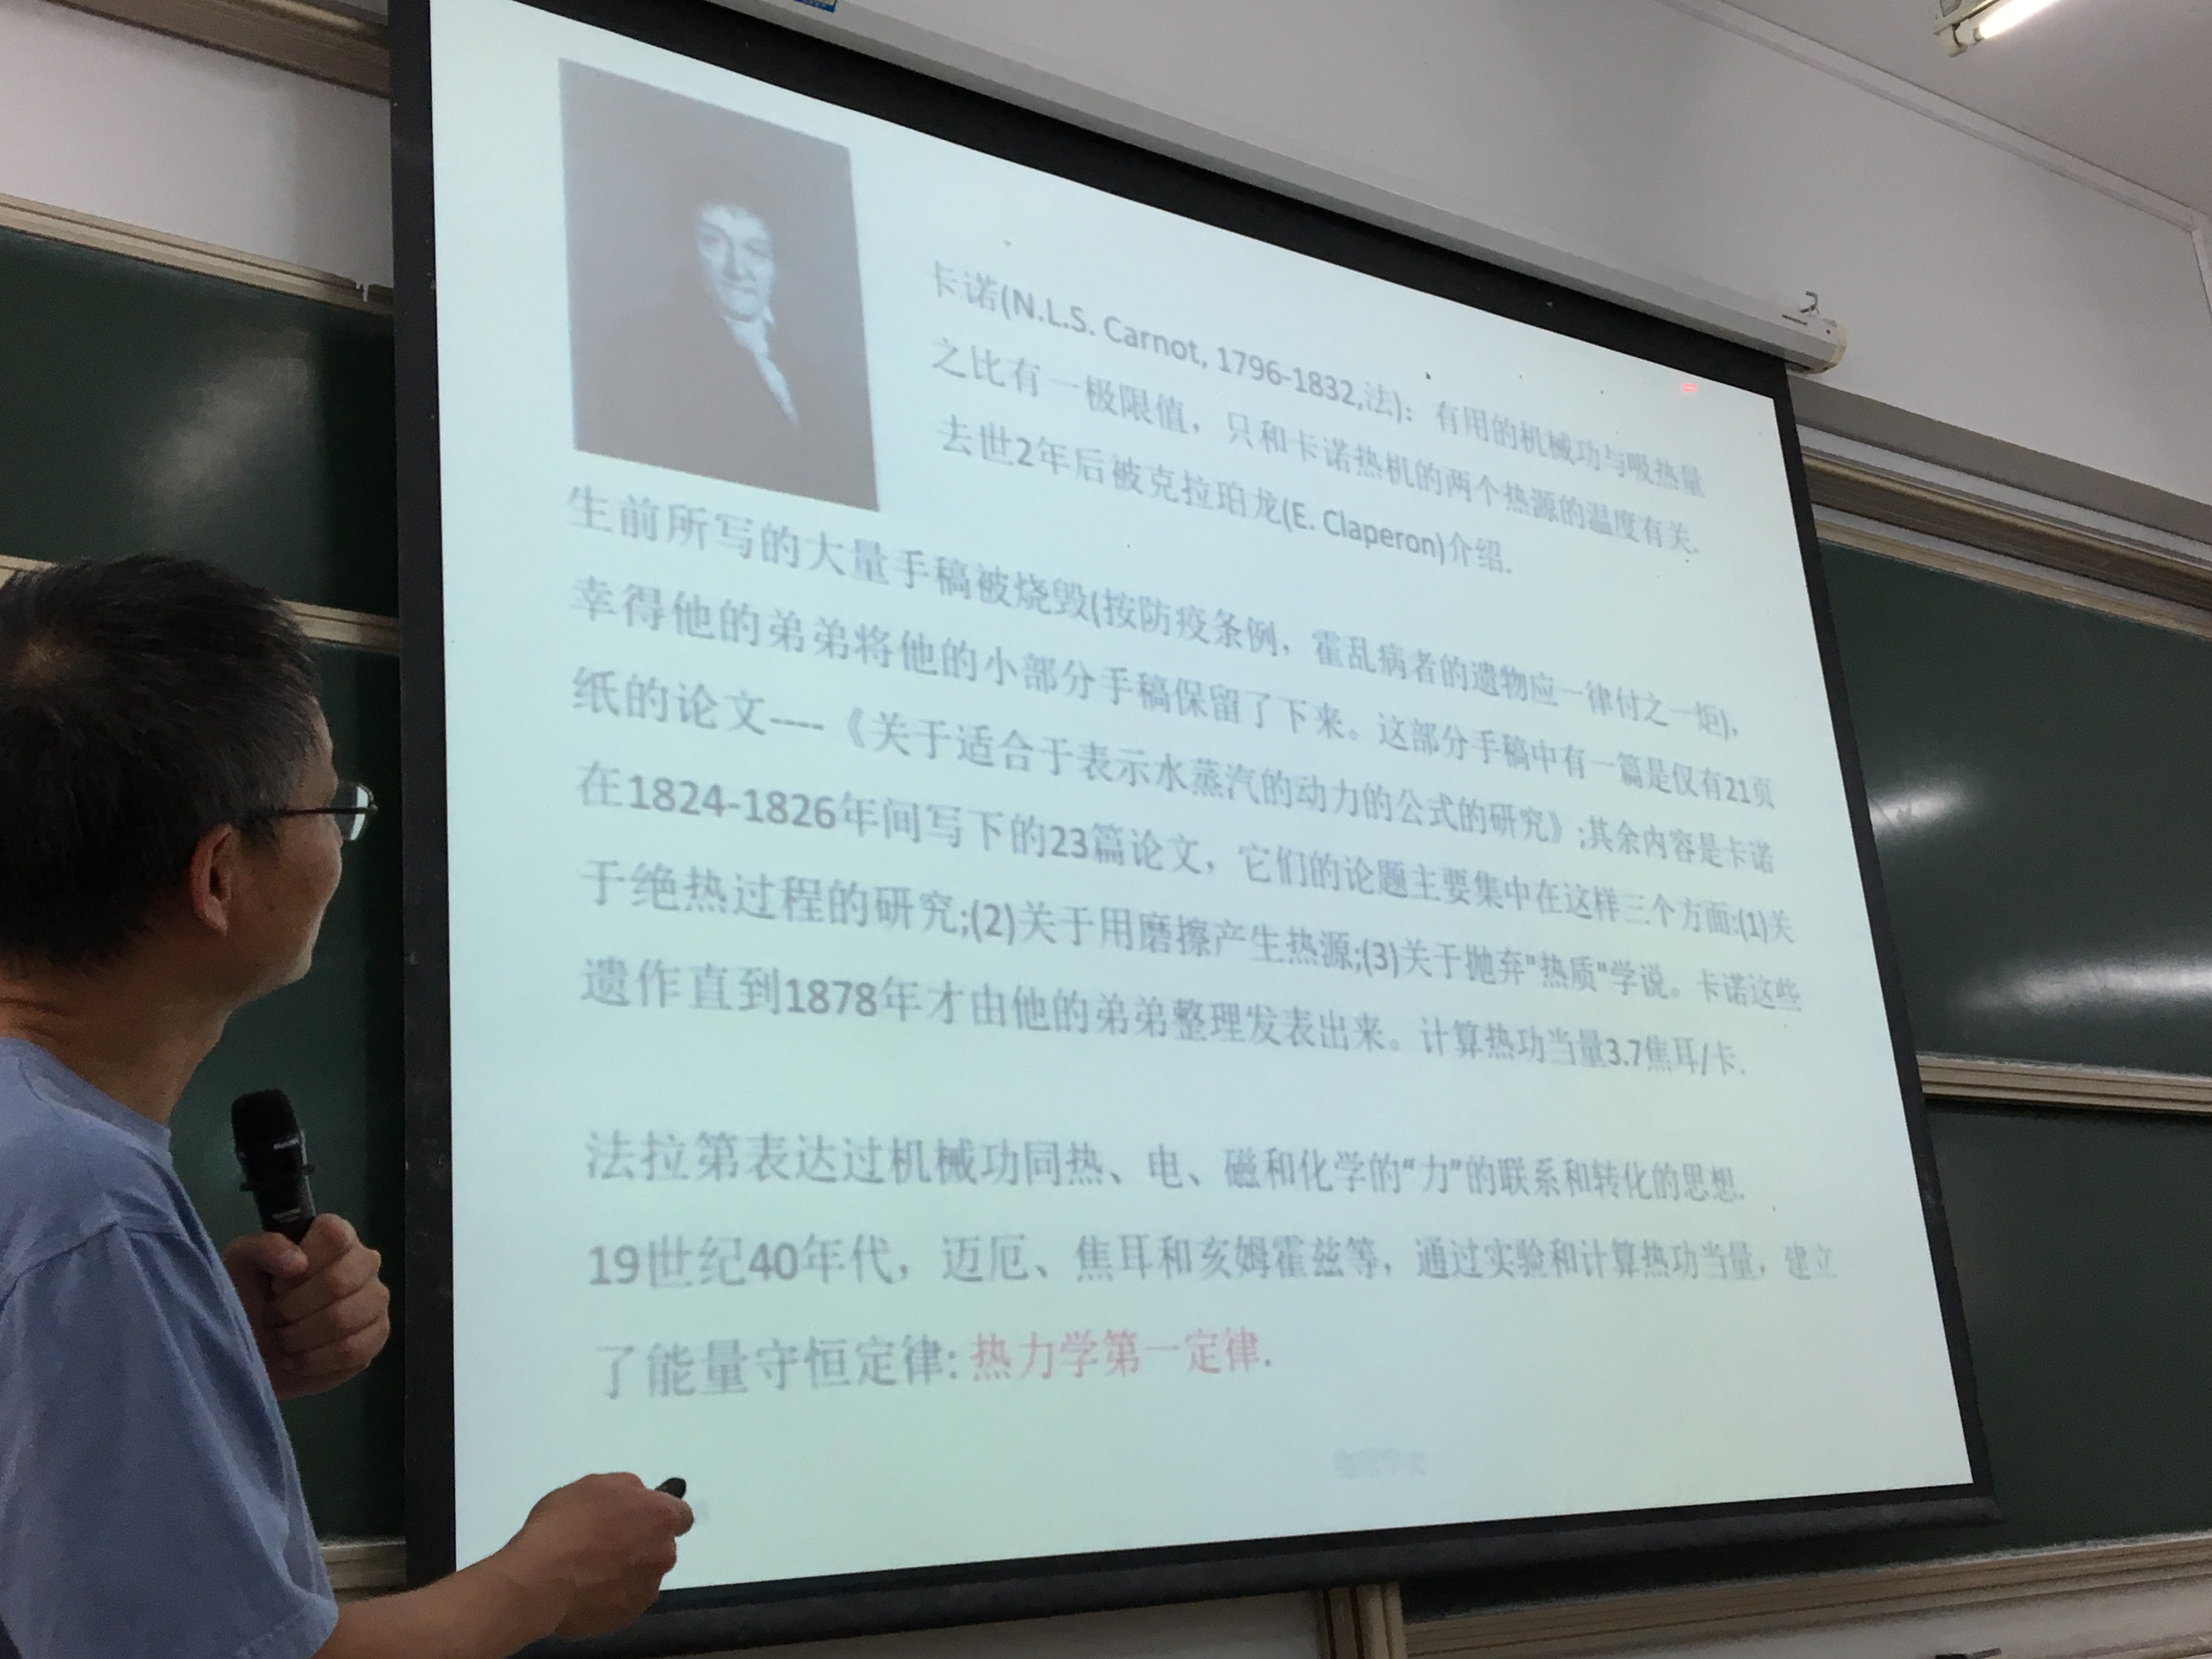 卡诺(N.L.S. Carnot, 1796-1832,法)：有用的机械功与吸热量
之比有一极限值，只和卡诺热机的两个热源的温度有关.
去世2年后被克拉珀龙(E. Claperon)介绍.
生前所写的大量手稿被烧毁(按防疫条例，霍乱病者的遗物应一律付之一炬),
幸得他的弟弟将他的小部分手稿保留了下来。这部分手稿中有一篇是仅有21页
纸的论文----《关于适合于表示水蒸汽的动力的公式的研究》;其余内容是卡诺
在1824-1826年间写下的23篇论文，它们的论题主要集中在这样三个方面:(1)关
于绝热过程的研究;(2)关于用磨擦产生热源;(3)关于抛弃"热质"学说。卡诺这些
遗作直到1878年才由他的弟弟整理发表出来。计算热功当量3.7焦耳/卡.
法拉第表达过机械功同热、电、磁和化学的“力”的联系和转化的思想.
19世纪40年代，迈厄、焦耳和亥姆霍兹等，通过实验和计算热功当量，建立
了能量守恒定律: 热力学第一定律.